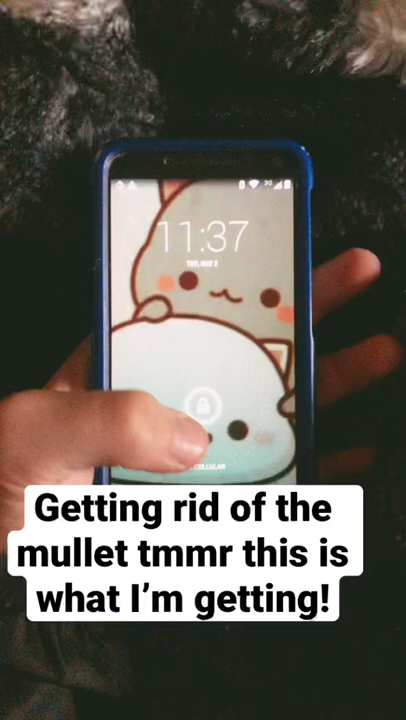 11:37
Getting rid of the
mullet tmmr this is
what I'm getting!